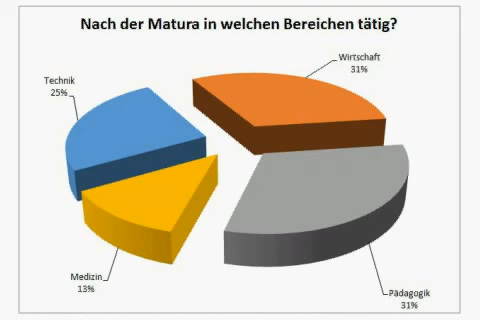 Nach der Matura in welchen Bereichen tätig?
Wirtschaft
31%
Technik
25%
Medizin
13%
Pädagogik
31%